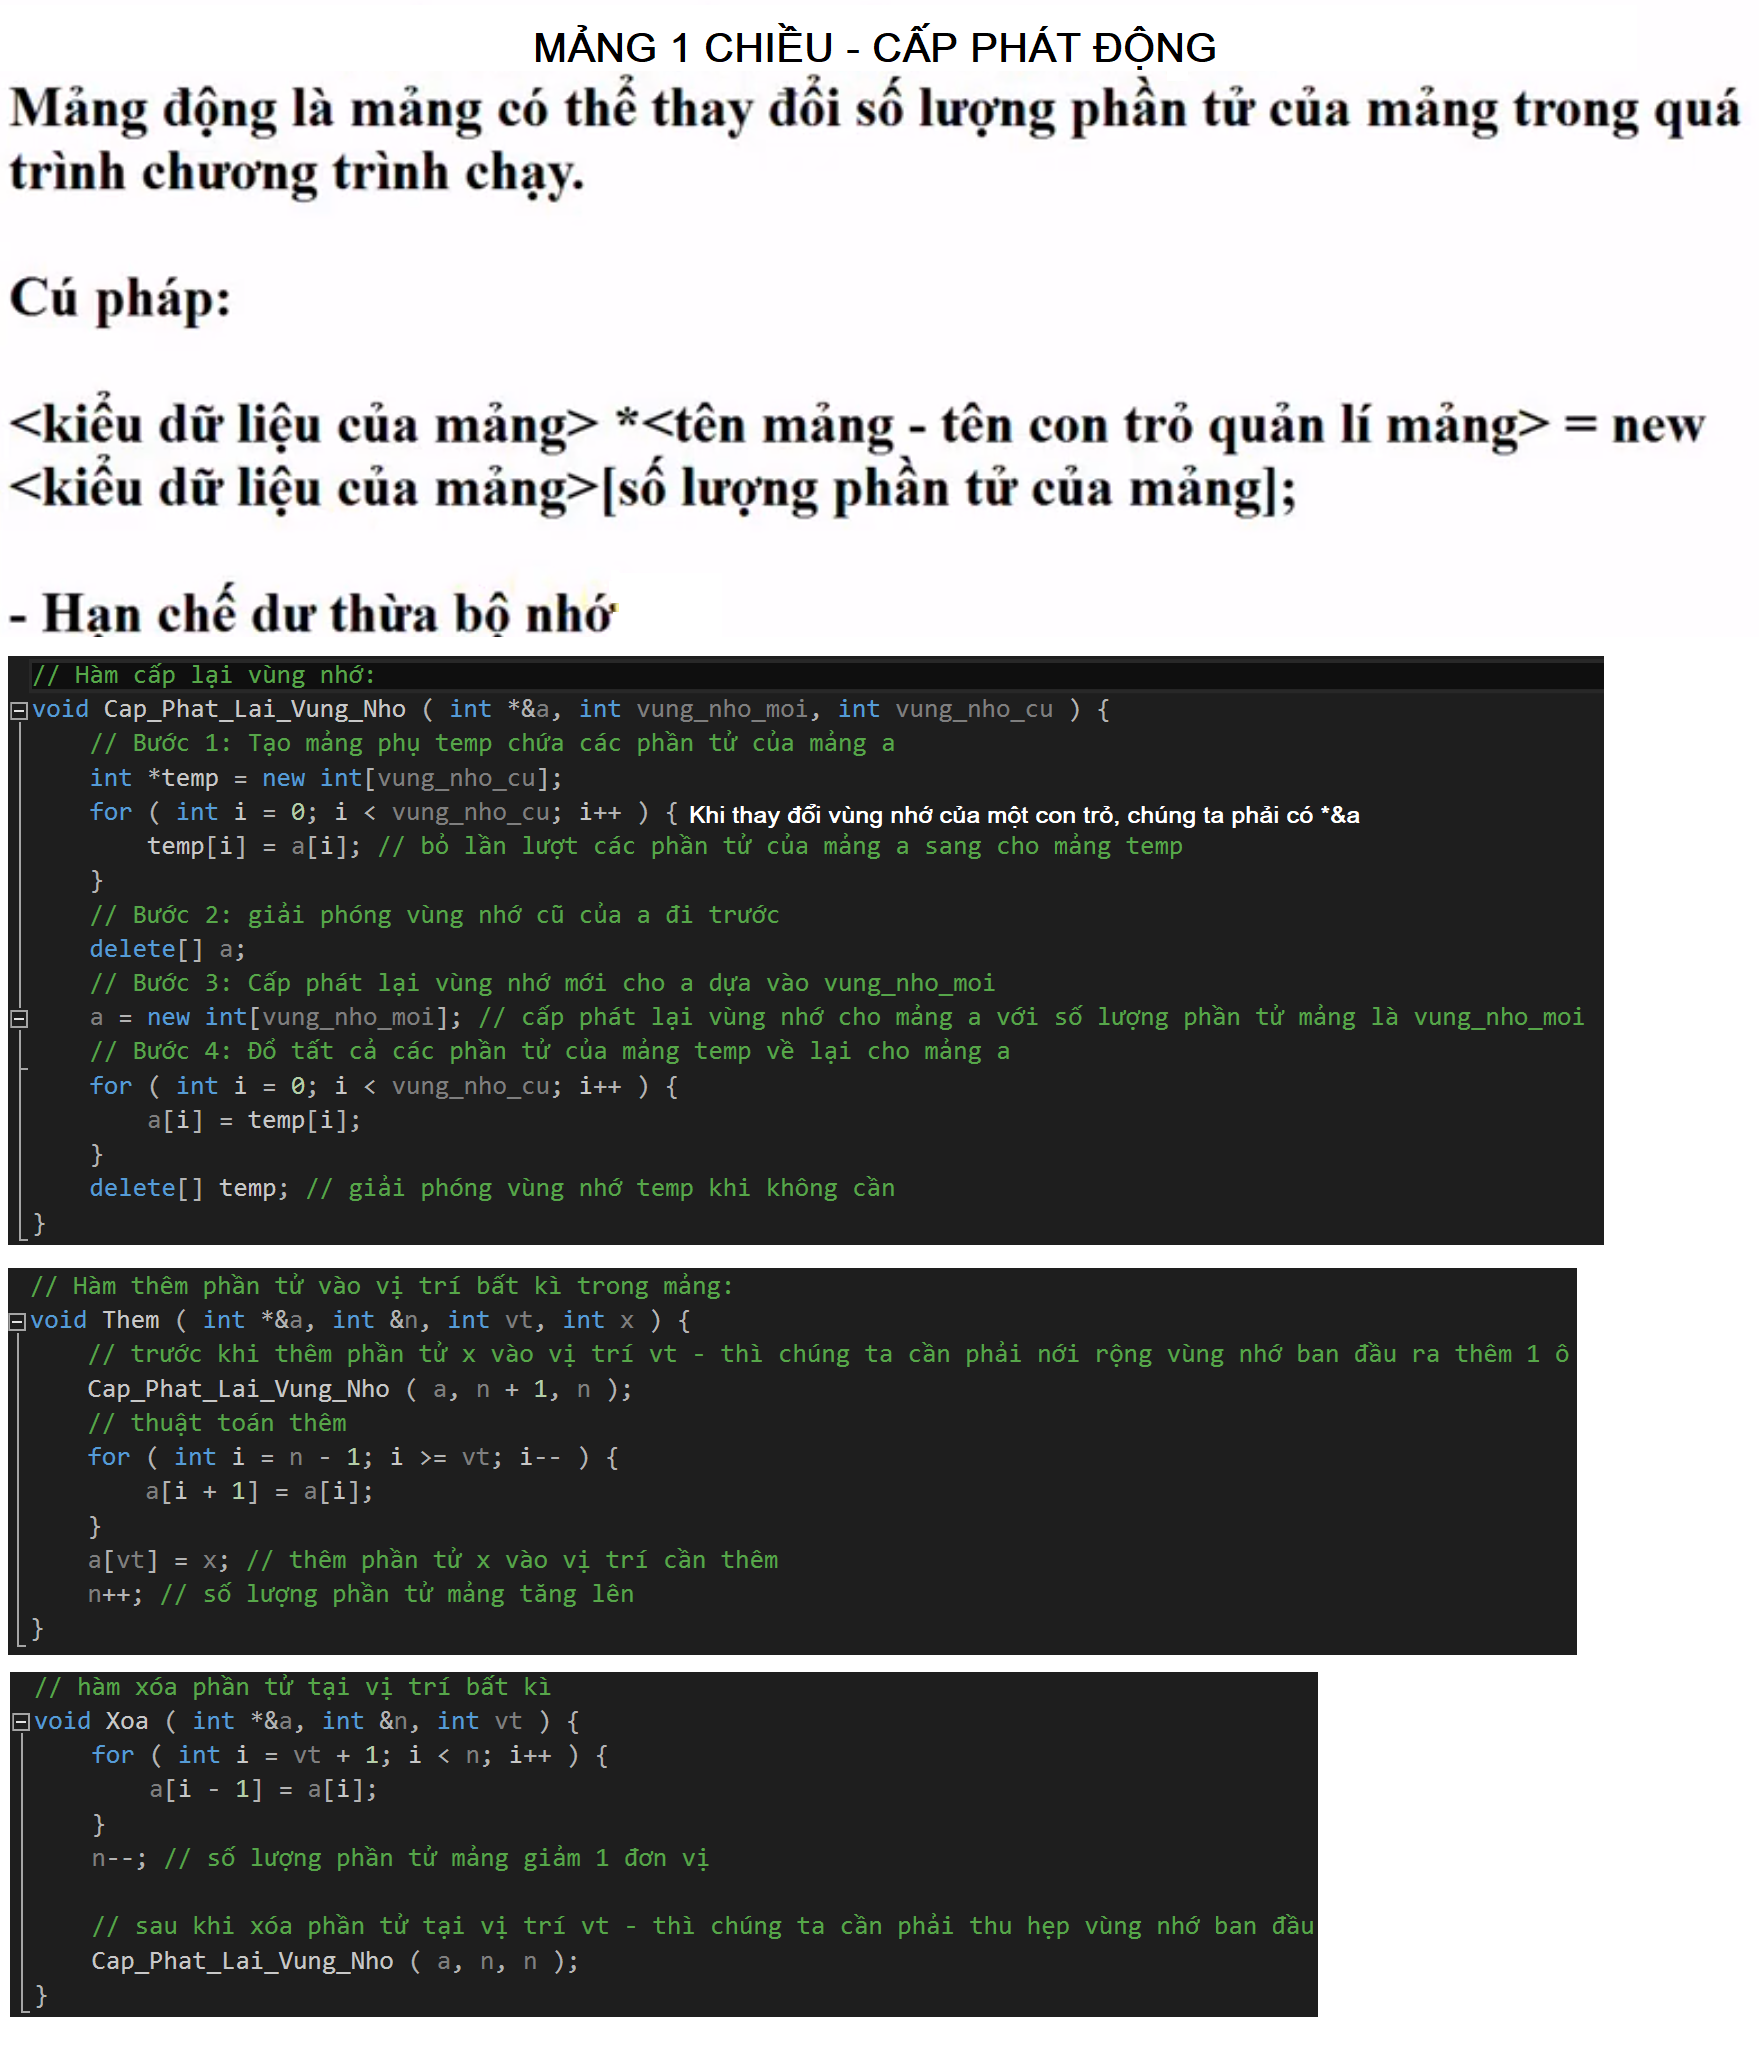 MẢNG 1 CHIỀU - CẤP PHÁT ĐỘNG
Mảng động là mảng có thể thay đổi số lượng phần tử của mảng trong quá
trình chương trình chạy.
Cú pháp:
<kiểu dữ liệu của mảng> *<tên mảng - tên con trỏ quản lí mảng> = new
<kiểu dữ liệu của mảng>[số lượng phần tử của mảng];
- Hạn chế dư thừa bộ nhớ
// Hàm cấp lại vùng nhớ:
void Cap_Phat_Lai_Vung_Nho ( int *&a, int vung_nho_moi, int vung_nho_cu ) {
// Bước 1: Tạo mảng phụ temp chứa các phần tử của mảng a
int *temp = new int[vung_nho_cu];
for ( int i = 0; i < vung_nho_cu; i++ ) { Khi thay đổi vùng nhớ của một con trỏ, chúng ta phải có *&a
temp[i] = a[i]; // bỏ lần lượt các phần tử của mảng a sang cho mảng temp
}
// Bước 2: giải phóng vùng nhớ cũ của a đi trước
delete[] a;
// Bước 3: Cấp phát lại vùng nhớ mới cho a dựa vào vung_nho_moi
a = new int[vung_nho_moi]; // cấp phát lại vùng nhớ cho mảng a với số lượng phần tử mảng là vung_nho_moi
// Bước 4: Đổ tất cả các phần tử của mảng temp về lại cho mảng a
for ( int i = 0; i < vung_nho_cu; i++ ) {
a[i] = temp[i];
}
delete[] temp; // giải phóng vùng nhớ temp khi không cần
}
// Hàm thêm phần tử vào vị trí bất kì trong mảng:
void Them ( int *&a, int &n, int vt, int x ) {
// trước khi thêm phần tử x vào vị trí vt - thì chúng ta cần phải nới rộng vùng nhớ ban đầu ra thêm 1 ô
Cap_Phat_Lai_Vung_Nho ( a, n + 1, n );
// thuật toán thêm
for ( int i = n - 1; i >= vt; i-- ) {
a[i + 1] = a[i];
}
a[vt] = x; // thêm phần tử x vào vị trí cần thêm
n++; // số lượng phần tử mảng tăng lên
}
// hàm xóa phần tử tại vị trí bất kì
void Xoa ( int *&a, int &n, int vt ) {
for ( int i = vt + 1; i < n; i++ ) {
a[i - 1] = a[i];
}
n--; // số lượng phần tử mảng giảm 1 đơn vị
// sau khi xóa phần tử tại vị trí vt - thì chúng ta cần phải thu hẹp vùng nhớ ban đầu
Cap_Phat_Lai_Vung_Nho ( a, n, n );
}